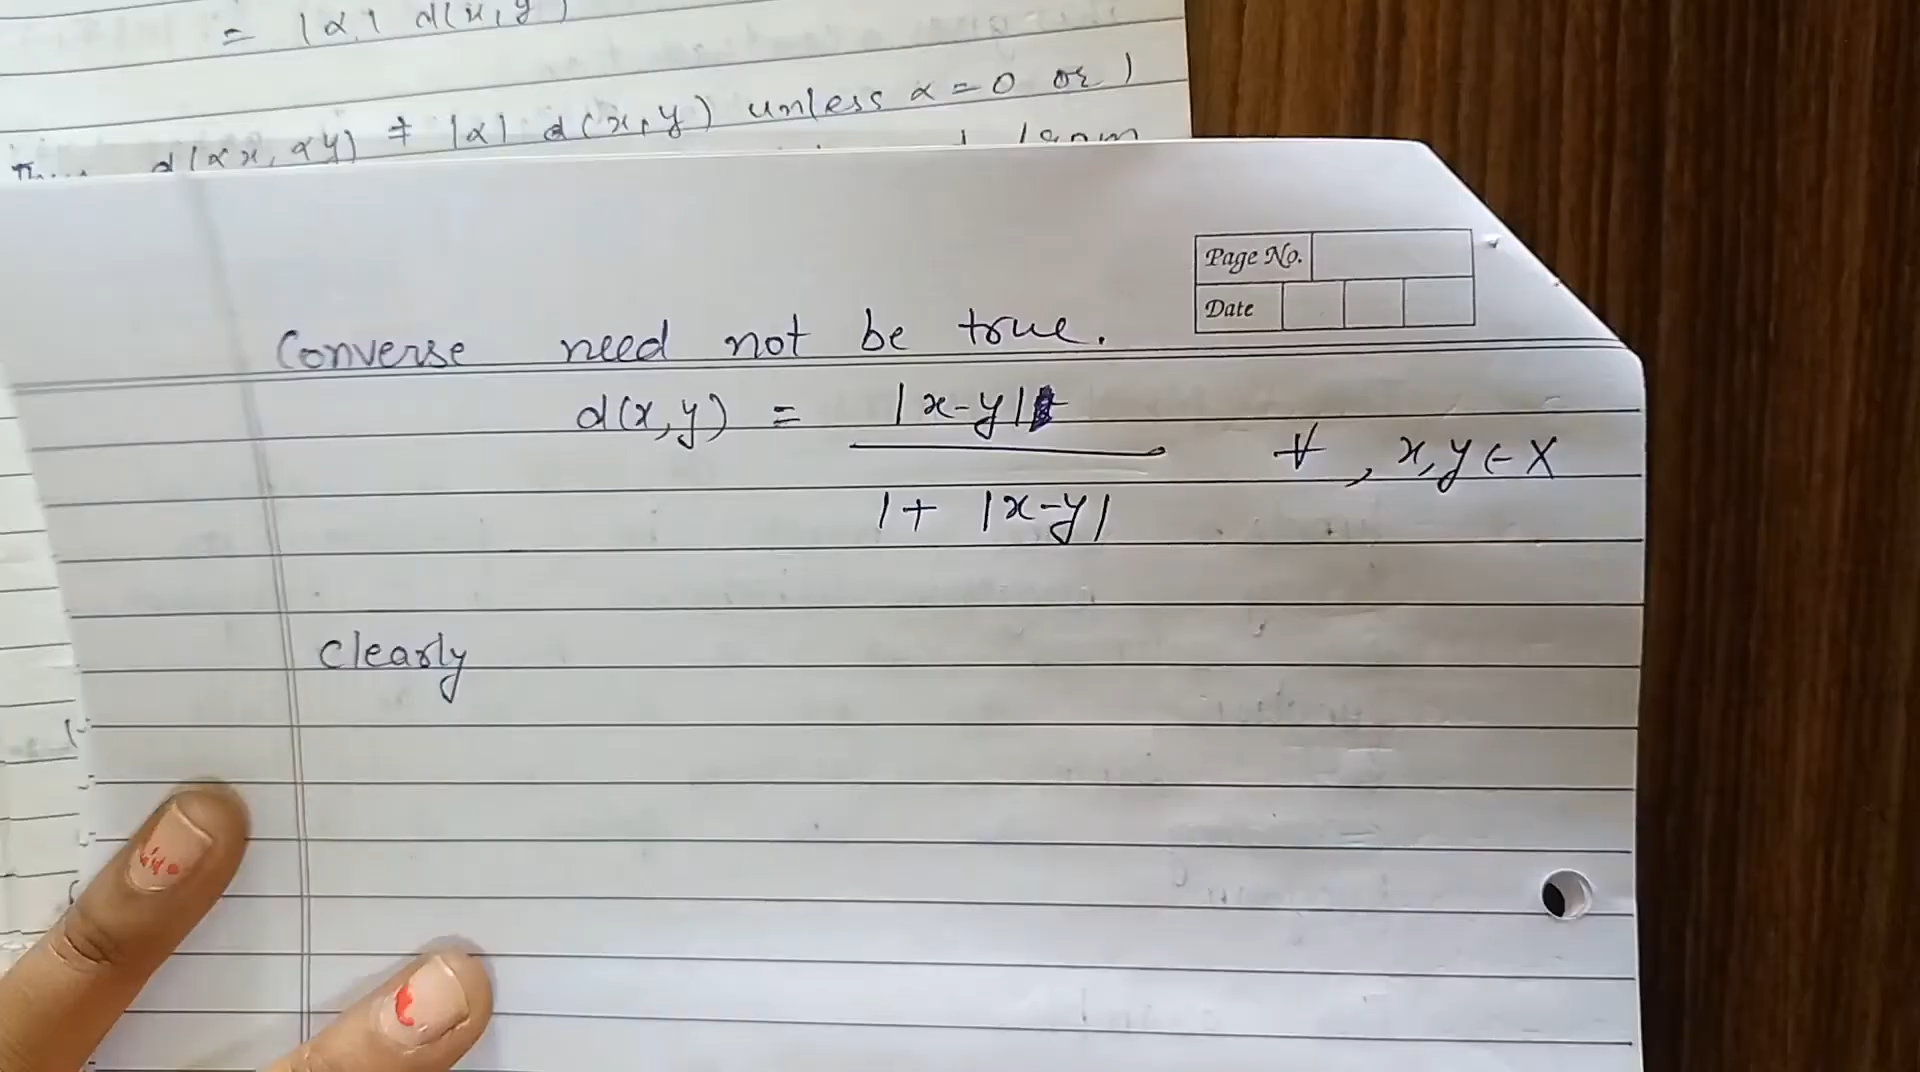 = |α| d(x, y)
d(αx, αy) ≠ |α| d(x, y) unless α = 0 or 1
Page No.
Date
Converse need not be true.
d(x, y) = |x-y|
1 + |x-y|
∀, x, y ∈ X
clearly